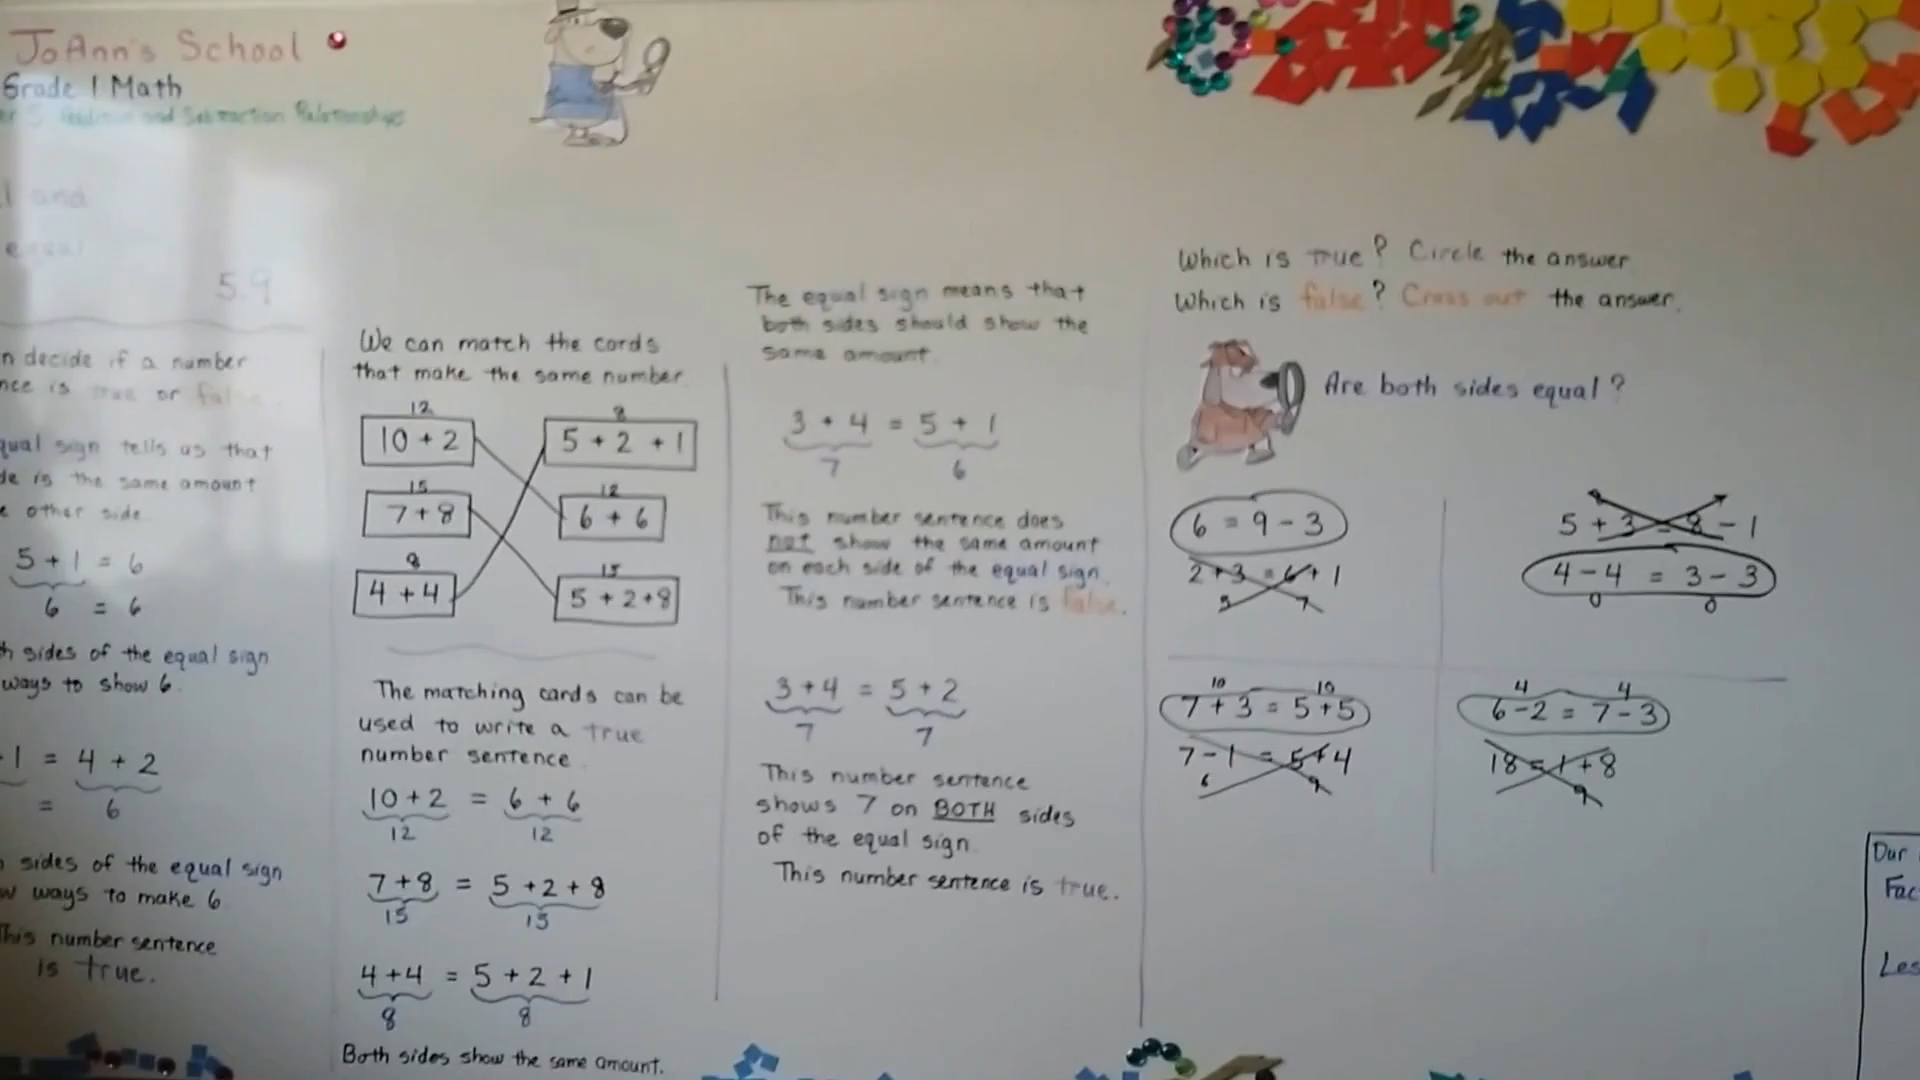 JoAnn's School
Grade 1 Math
Addition and Subtraction Relationships
and
equal
5.9
decide if a number
is true or false.
equal sign tells us that
is the same amount
other side.
5 + 1 = 6
6 = 6
sides of the equal sign
ways to show 6.
1 = 4 + 2
= 6
sides of the equal sign
ways to make 6
This number sentence
is true.
We can match the cards
that make the same number.
12 8
10 + 2 5 + 2 + 1
15 12
7 + 8 6 + 6
8 15
4 + 4 5 + 2 + 8
The matching cards can be
used to write a true
number sentence.
10 + 2 = 6 + 6
12 12
7 + 8 = 5 + 2 + 8
15 15
4 + 4 = 5 + 2 + 1
8 8
Both sides show the same amount.
The equal sign means that
both sides should show the
same amount.
3 + 4 = 5 + 1
7 6
This number sentence does
not show the same amount
on each side of the equal sign.
This number sentence is false.
3 + 4 = 5 + 2
7 7
This number sentence
shows 7 on BOTH sides
of the equal sign.
This number sentence is true.
Which is true? Circle the answer.
Which is false? Cross out the answer.
Are both sides equal?
6 = 9 - 3
2 + 3 = 6 + 1
5 7
5 + 3 = 8 - 1
4 - 4 = 3 - 3
0 0
10 10
7 + 3 = 5 + 5
7 - 1 = 5 + 4
6 9
4 4
6 - 2 = 7 - 3
18 = 1 + 8
9
Our